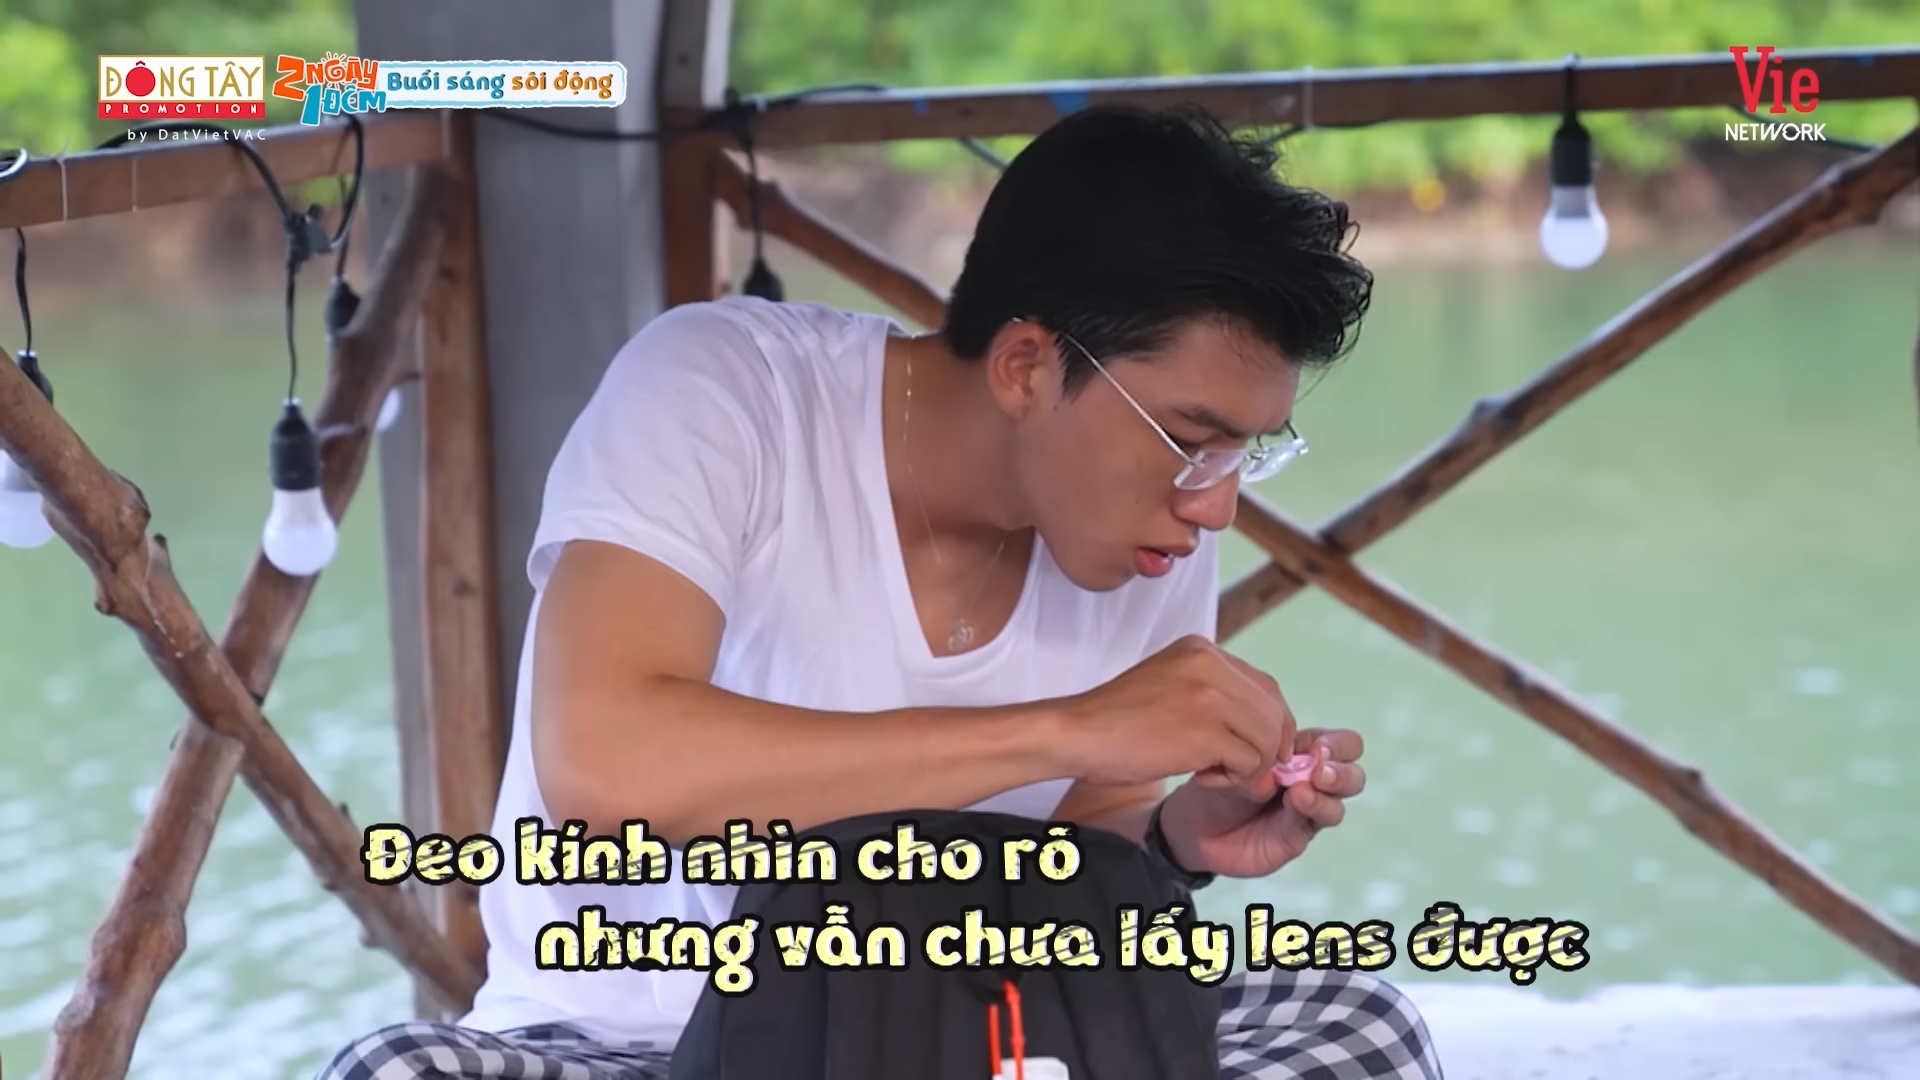 ĐÔNG TÂY
PROMOTION
by DatVietVAC
2 NGÀY
1 ĐÊM
Buổi sáng sôi động
Vie
NETWORK
Đeo kính nhìn cho rõ
nhưng vẫn chưa lấy lens được